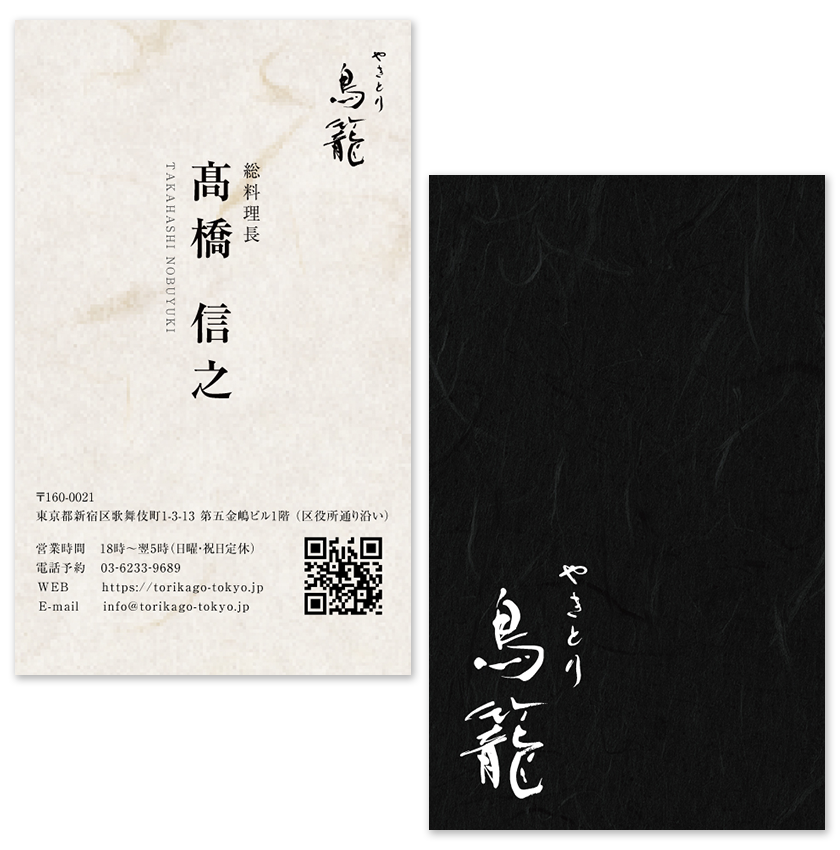 やきとり
鳥籠
総料理長
髙橋 信之
TAKAHASHI NOBUYUKI
〒160-0021
東京都新宿区歌舞伎町1-3-13 第五金嶋ビル1階 (区役所通り沿い)
営業時間 18時～翌5時(日曜・祝日定休)
電話予約 03-6233-9689
WEB https://torikago-tokyo.jp
E-mail info@torikago-tokyo.jp
やきとり
鳥籠